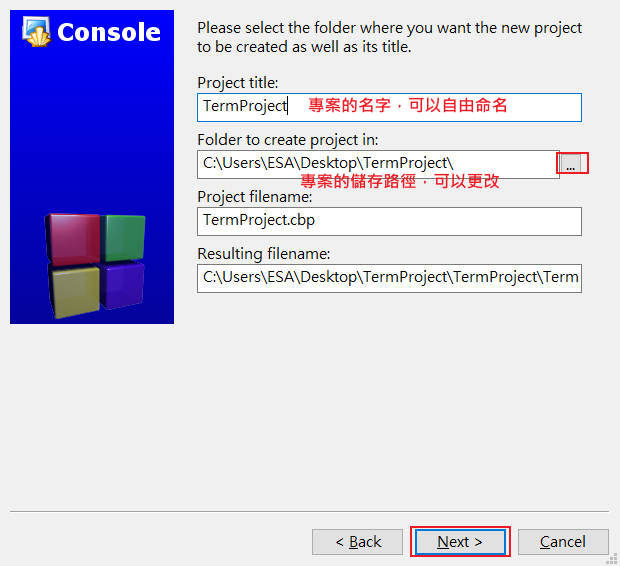 Console
Please select the folder where you want the new project
to be created as well as its title.
Project title:
TermProject 專案的名字，可以自由命名
Folder to create project in:
C:\Users\ESA\Desktop\TermProject\ ...
專案的儲存路徑，可以更改
Project filename:
TermProject.cbp
Resulting filename:
C:\Users\ESA\Desktop\TermProject\TermProject\Term
< Back Next > Cancel